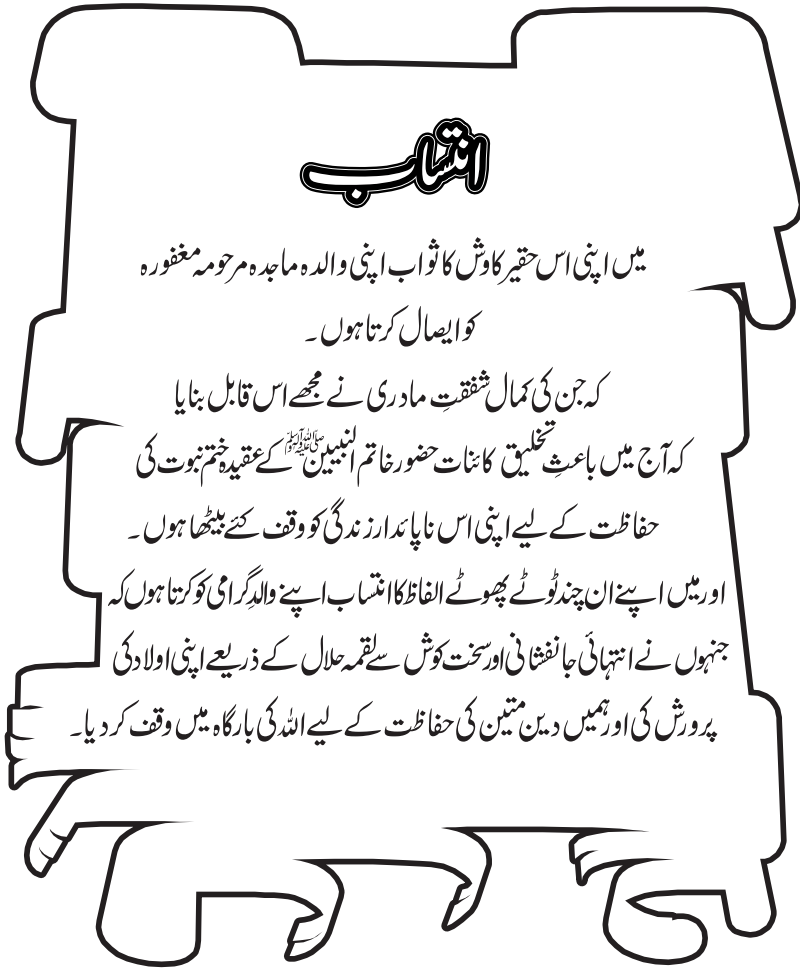 انتساب
میں اپنی اس حقیر کاوش کا ثواب اپنی والدہ ماجدہ مرحومہ مغفورہ
کو ایصال کرتا ہوں۔
کہ جن کی کمال شفقتِ مادری نے مجھے اس قابل بنایا
کہ آج میں باعثِ تخلیق کائنات حضور خاتم النبیین ﷺ کے عقیدہ ختم نبوت کی
حفاظت کے لیے اپنی اس ناپائدار زندگی کو وقف کئے بیٹھا ہوں۔
اور میں اپنے ان چند ٹوٹے پھوٹے الفاظ کا انتساب اپنے والدِ گرامی کو کرتا ہوں کہ
جنہوں نے انتہائی جانفشانی اور سخت کوش سے لقمہ حلال کے ذریعے اپنی اولاد کی
پرورش کی اور ہمیں دین متین کی حفاظت کے لیے اللہ کی بارگاہ میں وقف کر دیا۔